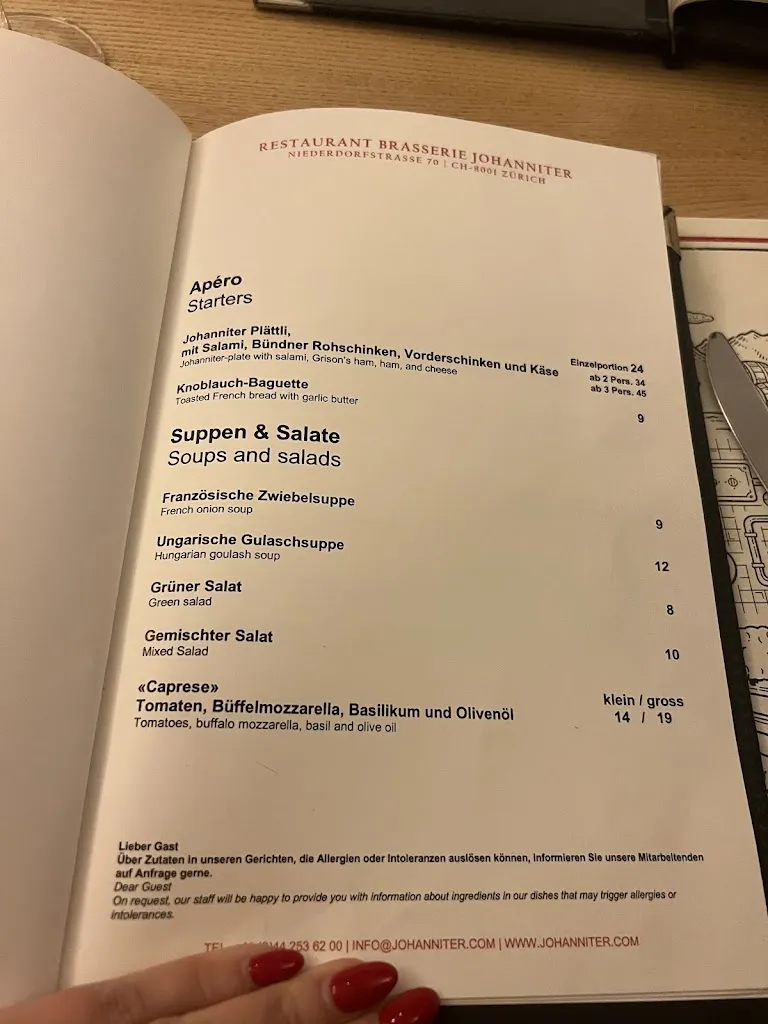 RESTAURANT BRASSERIE JOHANNITER
NIEDERDORFSTRASSE 70 | CH-8001 ZÜRICH
Apéro
Starters
Johanniter Plättli,
mit Salami, Bündner Rohschinken, Vorderschinken und Käse
Einzelportion 24
Johanniter-plate with salami, Grison's ham, ham, and cheese
ab 2 Pers. 34
ab 3 Pers. 45
Knoblauch-Baguette
Toasted French bread with garlic butter
9
Suppen & Salate
Soups and salads
Französische Zwiebelsuppe
French onion soup
9
Ungarische Gulaschsuppe
Hungarian goulash soup
12
Grüner Salat
Green salad
8
Gemischter Salat
Mixed Salad
10
«Caprese»
Tomaten, Büffelmozzarella, Basilikum und Olivenöl
klein / gross
Tomatoes, buffalo mozzarella, basil and olive oil
14 / 19
Lieber Gast
Über Zutaten in unseren Gerichten, die Allergien oder Intoleranzen auslösen können, informieren Sie unsere Mitarbeitenden
auf Anfrage gerne.
Dear Guest
On request, our staff will be happy to provide you with information about ingredients in our dishes that may trigger allergies or
intolerances.
253 62 00 | INFO@JOHANNITER.COM | WWW.JOHANNITER.COM